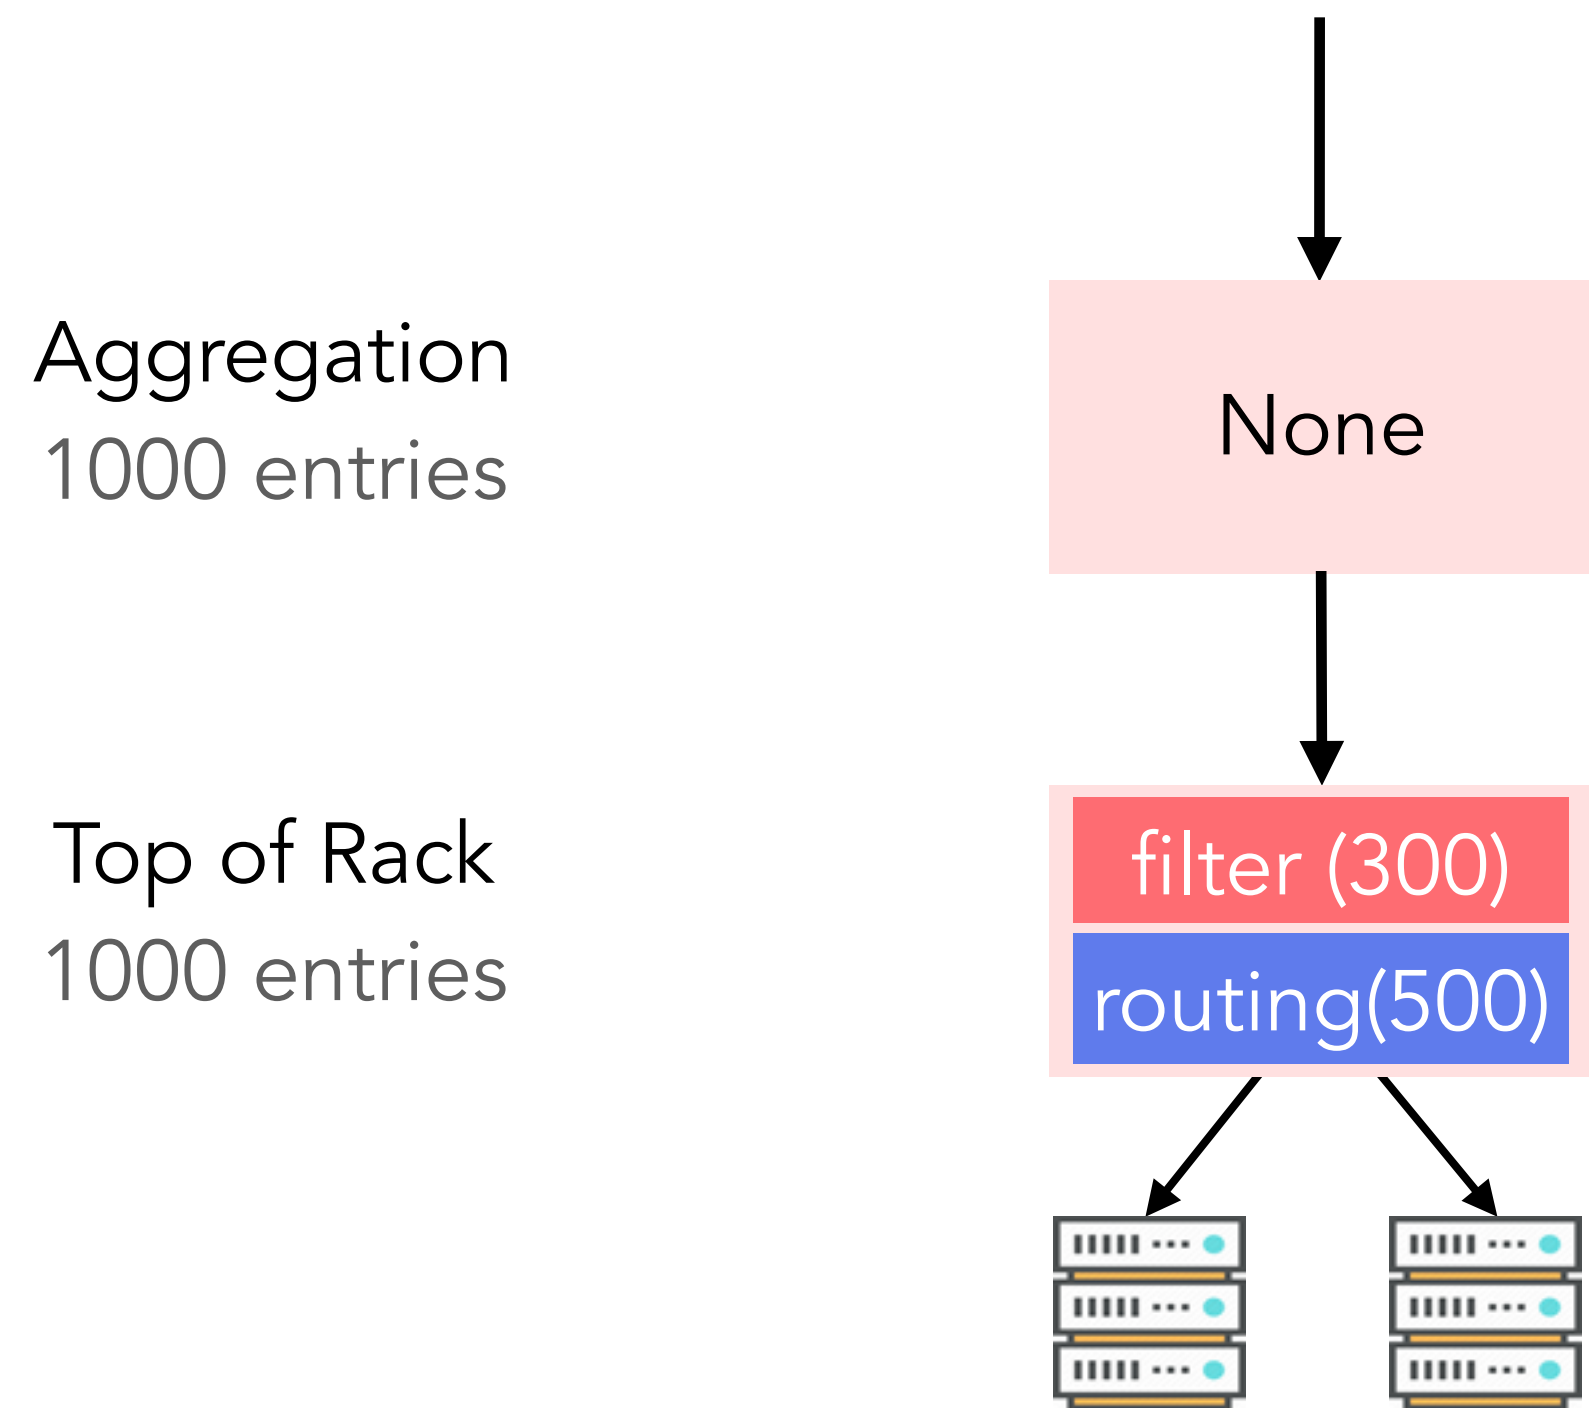 Aggregation
1000 entries
None
Top of Rack
1000 entries
filter (300)
routing(500)